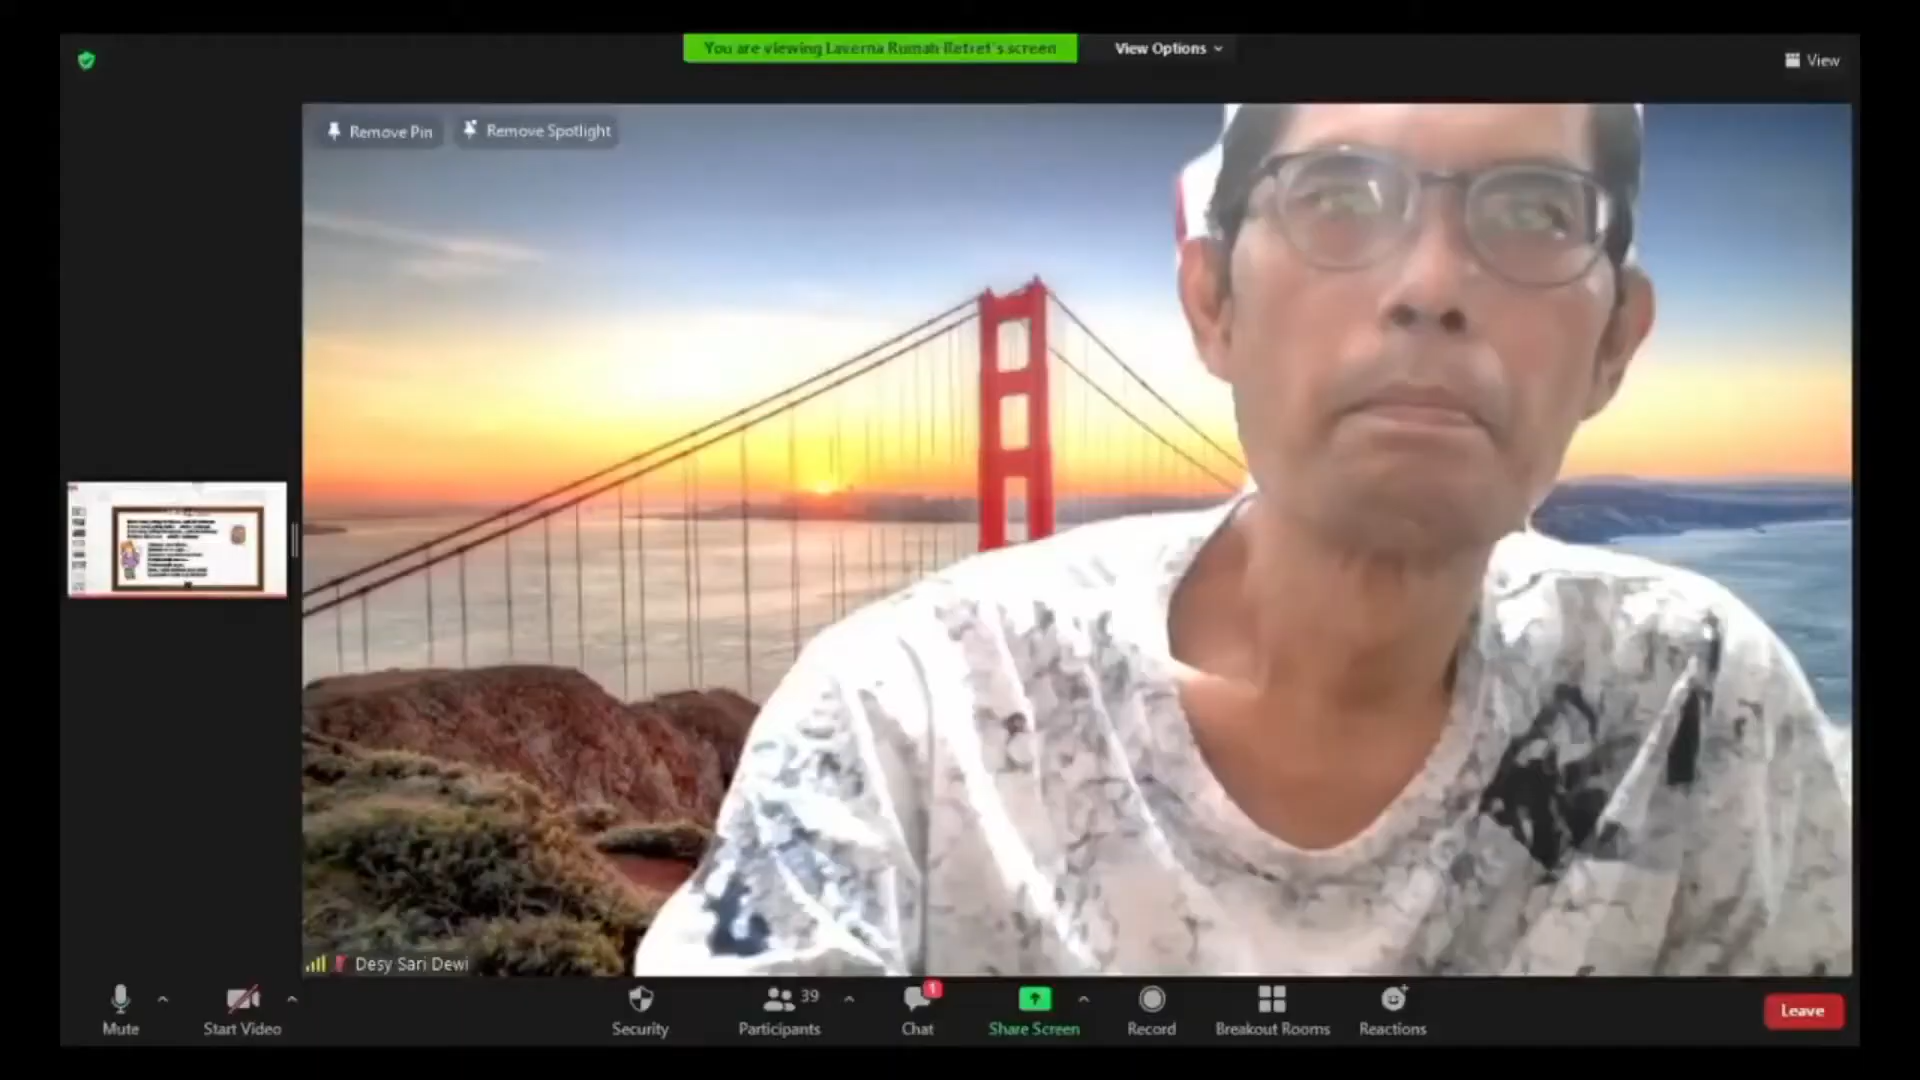 You are viewing Laverna Rumah Retret's screen
View Options
View
Remove Pin
Remove Spotlight
Desy Sari Dewi
Mute
Start Video
Security
Participants
39
Chat
1
Share Screen
Record
Breakout Rooms
Reactions
Leave